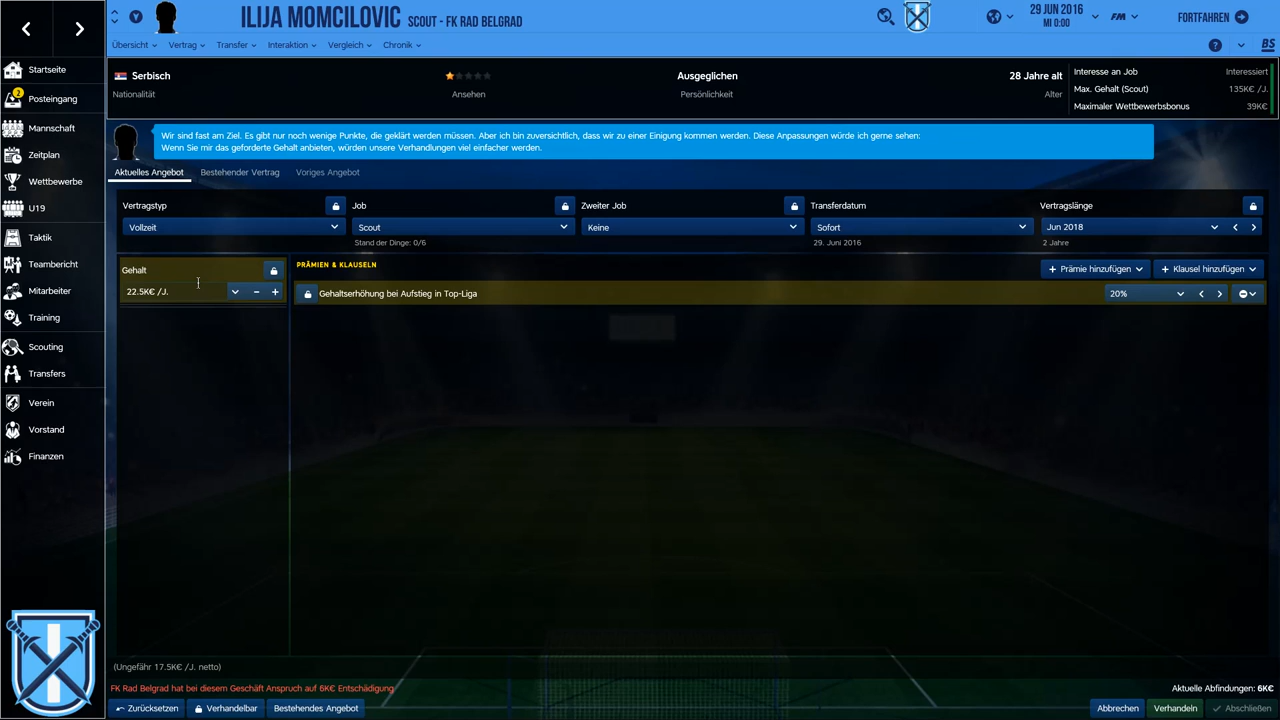 ILIJA MOMCILOVIC SCOUT - FK RAD BELGRAD
29 JUN 2016
MI 0:00
FM
FORTFAHREN
Übersicht Vertrag Transfer Interaktion Vergleich Chronik
? BS
Startseite
2
Posteingang
Mannschaft
Zeitplan
Wettbewerbe
U19
Taktik
Teambericht
Mitarbeiter
Training
Scouting
Transfers
Verein
Vorstand
Finanzen
Serbisch
Nationalität
Ansehen
Ausgeglichen
Persönlichkeit
28 Jahre alt
Alter
Interesse an Job Interessiert
Max. Gehalt (Scout) 135K€ /J.
Maximaler Wettbewerbsbonus 39K€
Wir sind fast am Ziel. Es gibt nur noch wenige Punkte, die geklärt werden müssen. Aber ich bin zuversichtlich, dass wir zu einer Einigung kommen werden. Diese Anpassungen würde ich gerne sehen:
Wenn Sie mir das geforderte Gehalt anbieten, würden unsere Verhandlungen viel einfacher werden.
Aktuelles Angebot Bestehender Vertrag Voriges Angebot
Vertragstyp
Vollzeit
Job
Scout
Stand der Dinge: 0/6
Zweiter Job
Keine
Transferdatum
Sofort
29. Juni 2016
Vertragslänge
Jun 2018
2 Jahre
Gehalt
22.5K€ /J.
PRÄMIEN & KLAUSELN
+ Prämie hinzufügen
+ Klausel hinzufügen
Gehaltserhöhung bei Aufstieg in Top-Liga
20%
(Ungefähr 17.5K€ /J. netto)
FK Rad Belgrad hat bei diesem Geschäft Anspruch auf 6K€ Entschädigung
Aktuelle Abfindungen: 6K€
Zurücksetzen Verhandelbar Bestehendes Angebot
Abbrechen Verhandeln Abschließen